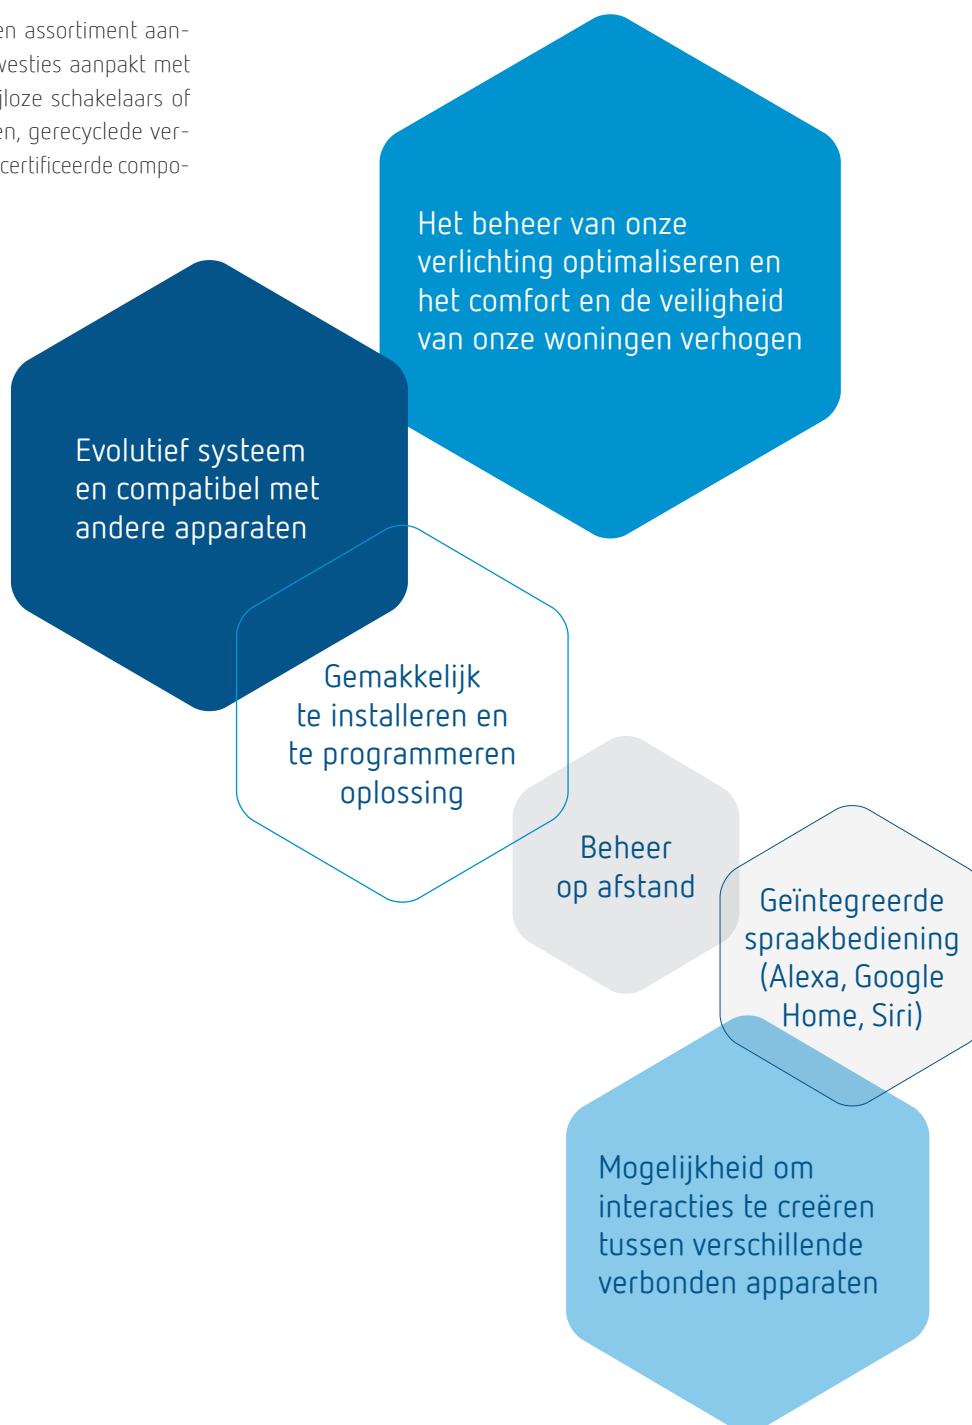 assortiment aan-
aanpakt met
schakelaars of
gerecyclede ver-
compo-
Het beheer van onze
verlichting optimaliseren en
het comfort en de veiligheid
van onze woningen verhogen
Evolutief systeem
en compatibel met
andere apparaten
Gemakkelijk
te installeren en
te programmeren
oplossing
Beheer
op afstand
Geïntegreerde
spraakbediening
(Alexa, Google
Home, Siri)
Mogelijkheid om
interacties te creëren
tussen verschillende
verbonden apparaten